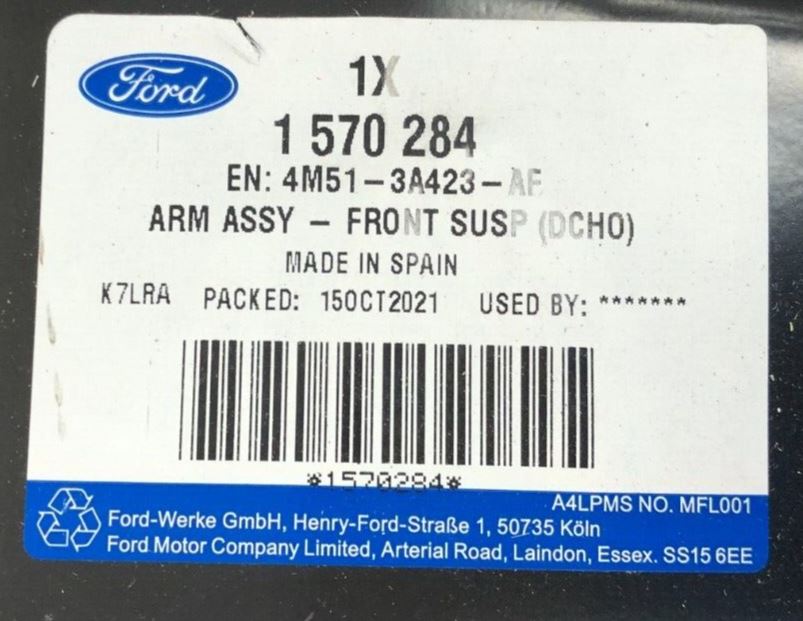 Ford
1X
1 570 284
EN: 4M51-3A423-AF
ARM ASSY - FRONT SUSP (DCHO)
MADE IN SPAIN
K7LRA PACKED: 15OCT2021 USED BY: *******
*1570284*
A4LPMS NO. MFL001
Ford-Werke GmbH, Henry-Ford-Straße 1, 50735 Köln
Ford Motor Company Limited, Arterial Road, Laindon, Essex. SS15 6EE